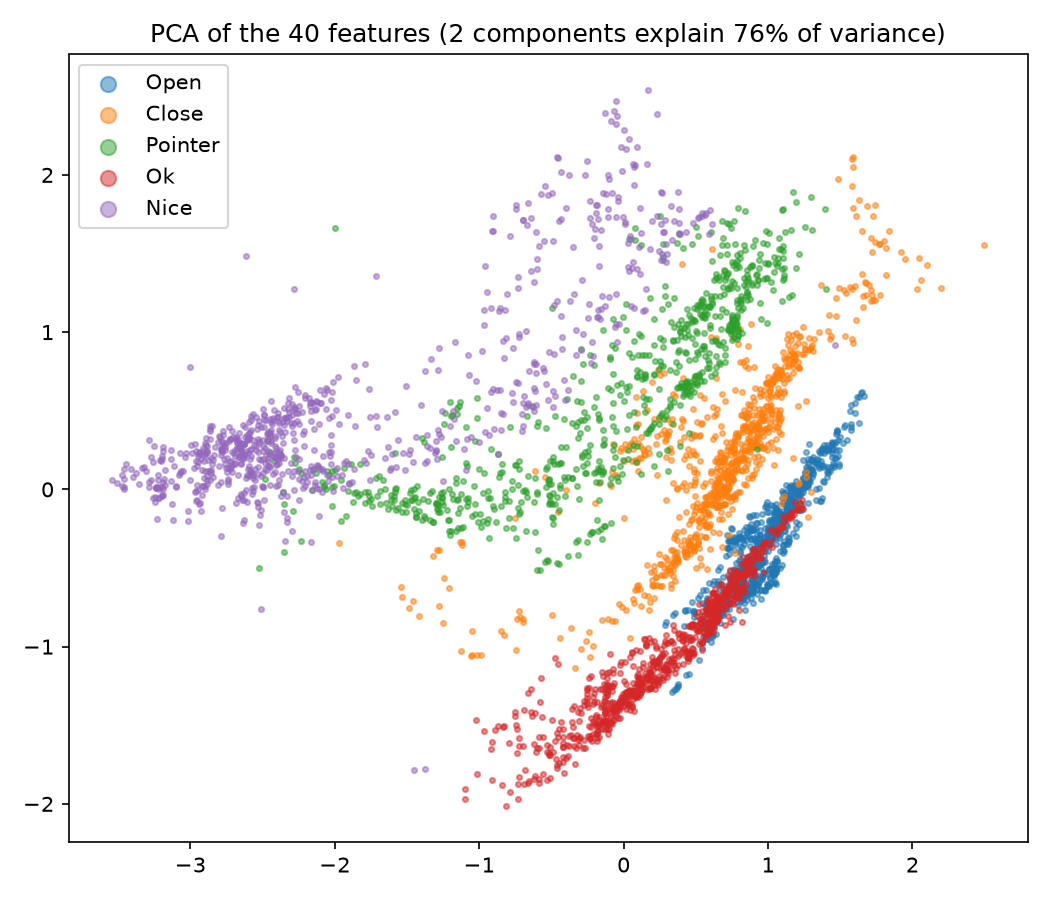 PCA of the 40 features (2 components explain 76% of variance)
Open
Close
Pointer
Ok
Nice
2
1
0
−1
−2
−3
−2
−1
0
1
2